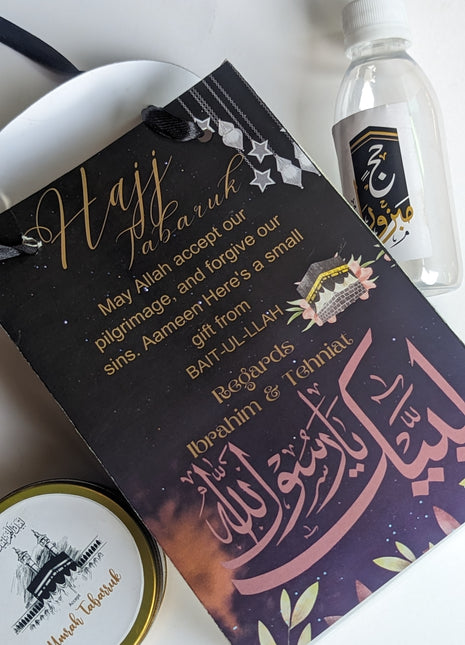 Hajj
Tabaruk
May Allah accept our
pilgrimage, and forgive our
sins. Aameen Here's a small
gift from
BAIT-UL-LLAH
Regards
Ibrahim & Tehniat
لبيك يا رسول الله
حج
مبرور
Umrah Tabarruk